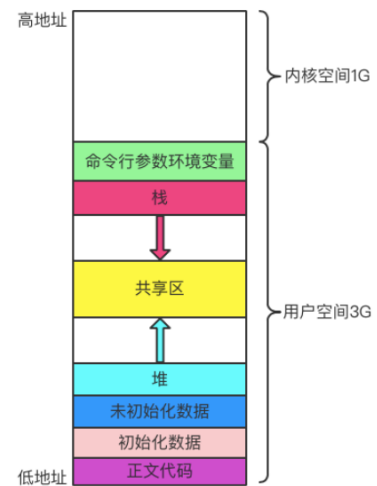 高地址
内核空间1G
命令行参数环境变量
栈
共享区
用户空间3G
堆
未初始化数据
初始化数据
正文代码
低地址